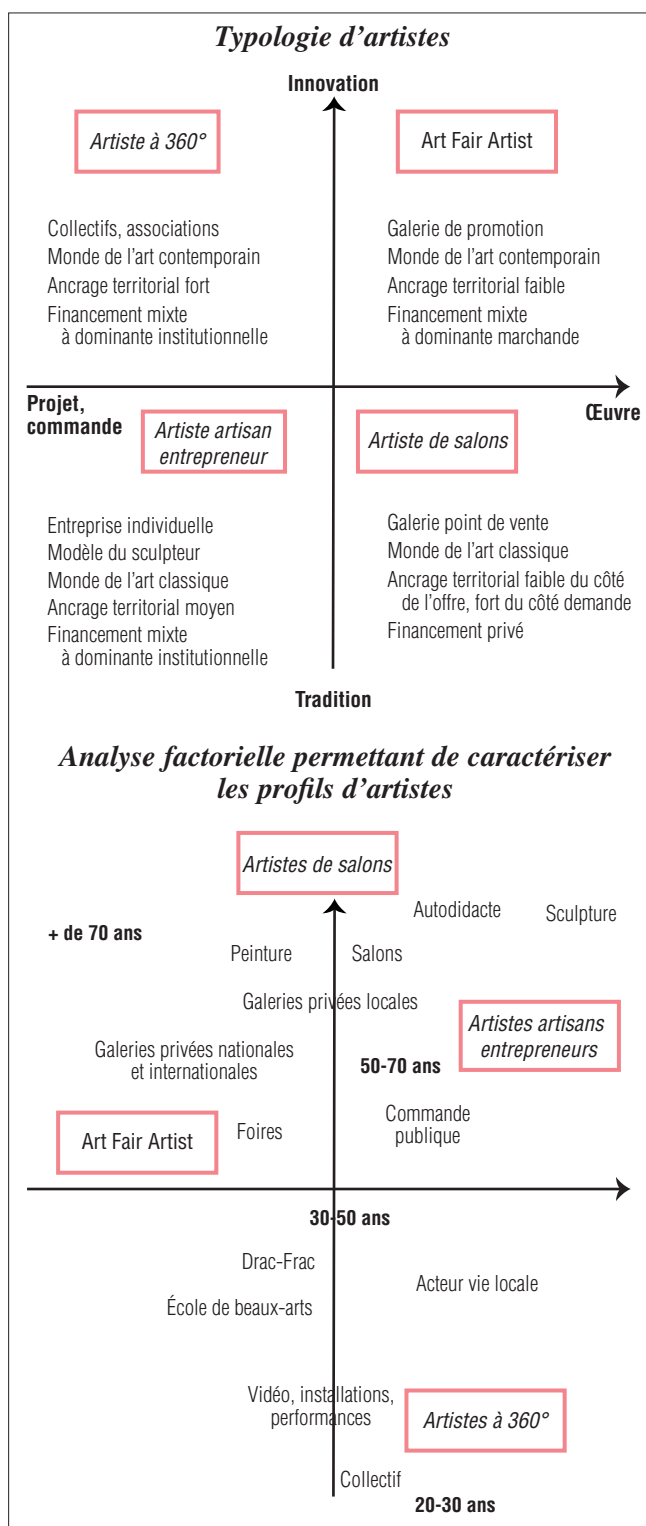 Typologie d’artistes
Innovation
Artiste à 360°
Art Fair Artist
Collectifs, associations
Monde de l’art contemporain
Ancrage territorial fort
Financement mixte
à dominante institutionnelle
Galerie de promotion
Monde de l’art contemporain
Ancrage territorial faible
Financement mixte
à dominante marchande
Projet,
commande
Œuvre
Artiste artisan
entrepreneur
Artiste de salons
Entreprise individuelle
Modèle du sculpteur
Monde de l’art classique
Ancrage territorial moyen
Financement mixte
à dominante institutionnelle
Galerie point de vente
Monde de l’art classique
Ancrage territorial faible du côté
de l’offre, fort du côté demande
Financement privé
Tradition
Analyse factorielle permettant de caractériser
les profils d’artistes
Artistes de salons
Autodidacte
Sculpture
+ de 70 ans
Peinture
Salons
Galeries privées locales
Artistes artisans
entrepreneurs
Galeries privées nationales
et internationales
50-70 ans
Commande
publique
Foires
Art Fair Artist
30-50 ans
Drac-Frac
Acteur vie locale
École de beaux-arts
Vidéo, installations,
performances
Artistes à 360°
Collectif
20-30 ans